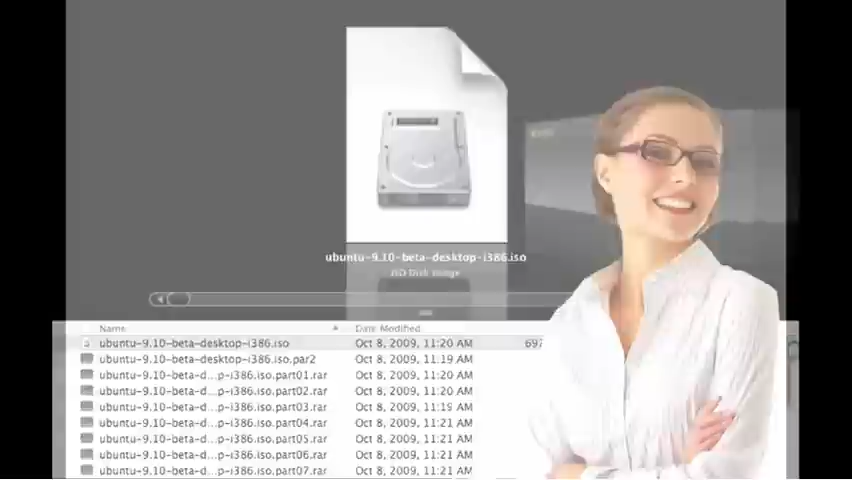 ubuntu-9.10-beta-desktop-i386.iso
ISO Disk Image
Name Date Modified
ubuntu-9.10-beta-desktop-i386.iso Oct 8, 2009, 11:20 AM 697
ubuntu-9.10-beta-desktop-i386.iso.par2 Oct 8, 2009, 11:19 AM
ubuntu-9.10-beta-d...p-i386.iso.part01.rar Oct 8, 2009, 11:20 AM
ubuntu-9.10-beta-d...p-i386.iso.part02.rar Oct 8, 2009, 11:20 AM
ubuntu-9.10-beta-d...p-i386.iso.part03.rar Oct 8, 2009, 11:19 AM
ubuntu-9.10-beta-d...p-i386.iso.part04.rar Oct 8, 2009, 11:21 AM
ubuntu-9.10-beta-d...p-i386.iso.part05.rar Oct 8, 2009, 11:21 AM
ubuntu-9.10-beta-d...p-i386.iso.part06.rar Oct 8, 2009, 11:21 AM
ubuntu-9.10-beta-d...p-i386.iso.part07.rar Oct 8, 2009, 11:21 AM